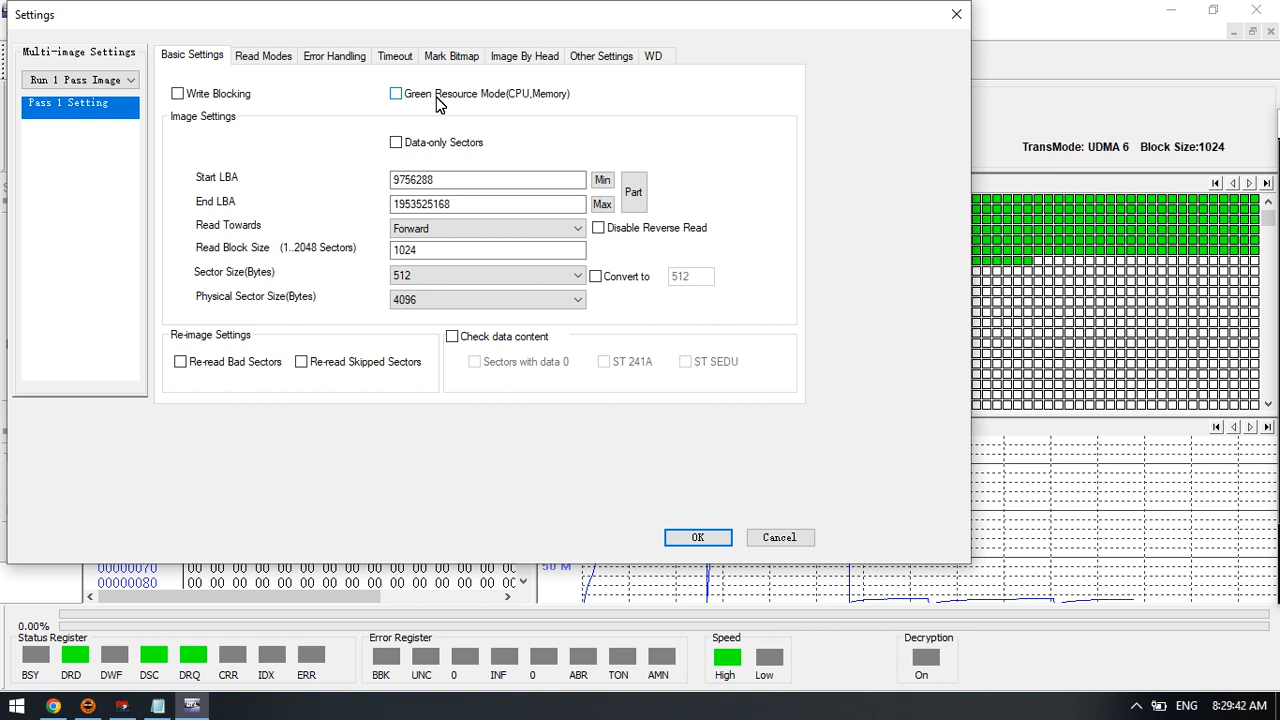 Settings
Multi-image Settings
Run 1 Pass Image
Pass 1 Setting
Basic Settings Read Modes Error Handling Timeout Mark Bitmap Image By Head Other Settings WD
Write Blocking Green Resource Mode(CPU,Memory)
Image Settings
Data-only Sectors
Start LBA 9756288 Min
Part
End LBA 1953525168 Max
Read Towards Forward Disable Reverse Read
Read Block Size (1..2048 Sectors) 1024
Sector Size(Bytes) 512 Convert to 512
Physical Sector Size(Bytes) 4096
Re-image Settings Check data content
Re-read Bad Sectors Re-read Skipped Sectors Sectors with data 0 ST 241A ST SEDU
OK Cancel
TransMode: UDMA 6 Block Size:1024
00000070 00 00 00 00 00 00 00 00 00 00 00 00 00 50 M
00000080 00 00 00 00 00 00 00 00 00 00 00 00 00
0.00%
Status Register Error Register Speed Decryption
BSY DRD DWF DSC DRQ CRR IDX ERR BBK UNC 0 INF 0 ABR TON AMN High Low On
ENG 8:29:42 AM